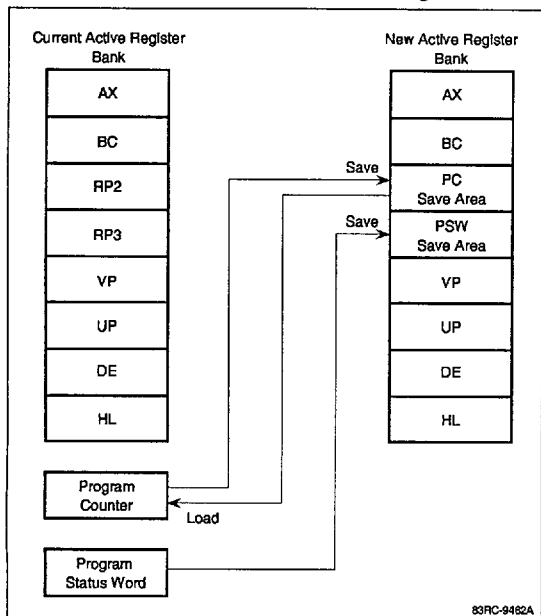 Current Active Register
Bank
AX
BC
RP2
RP3
VP
UP
DE
HL
Program
Counter
Program
Status Word
Save
Save
Load
New Active Register
Bank
AX
BC
PC
Save Area
PSW
Save Area
VP
UP
DE
HL
83RC-9462A